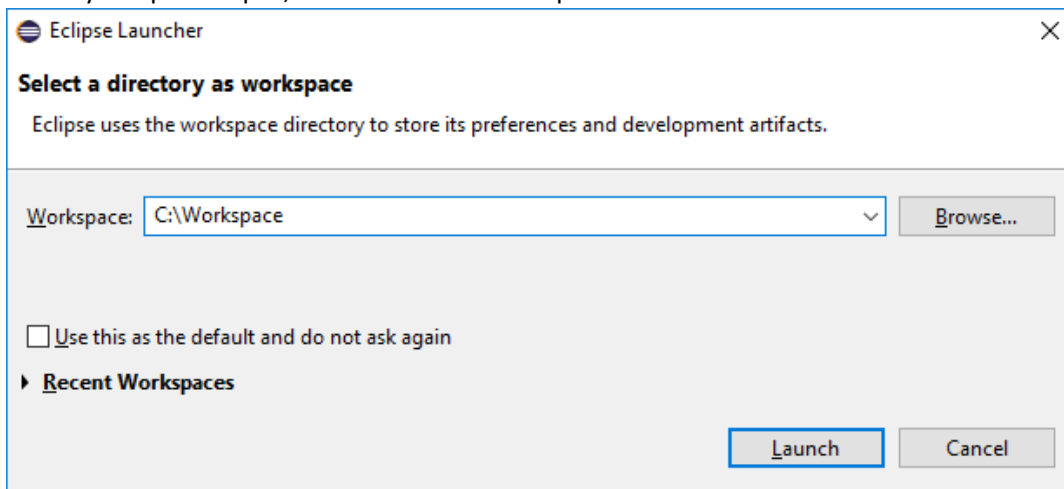 Eclipse Launcher
Select a directory as workspace
Eclipse uses the workspace directory to store its preferences and development artifacts.
Workspace: C:\Workspace Browse...
Use this as the default and do not ask again
Recent Workspaces
Launch Cancel